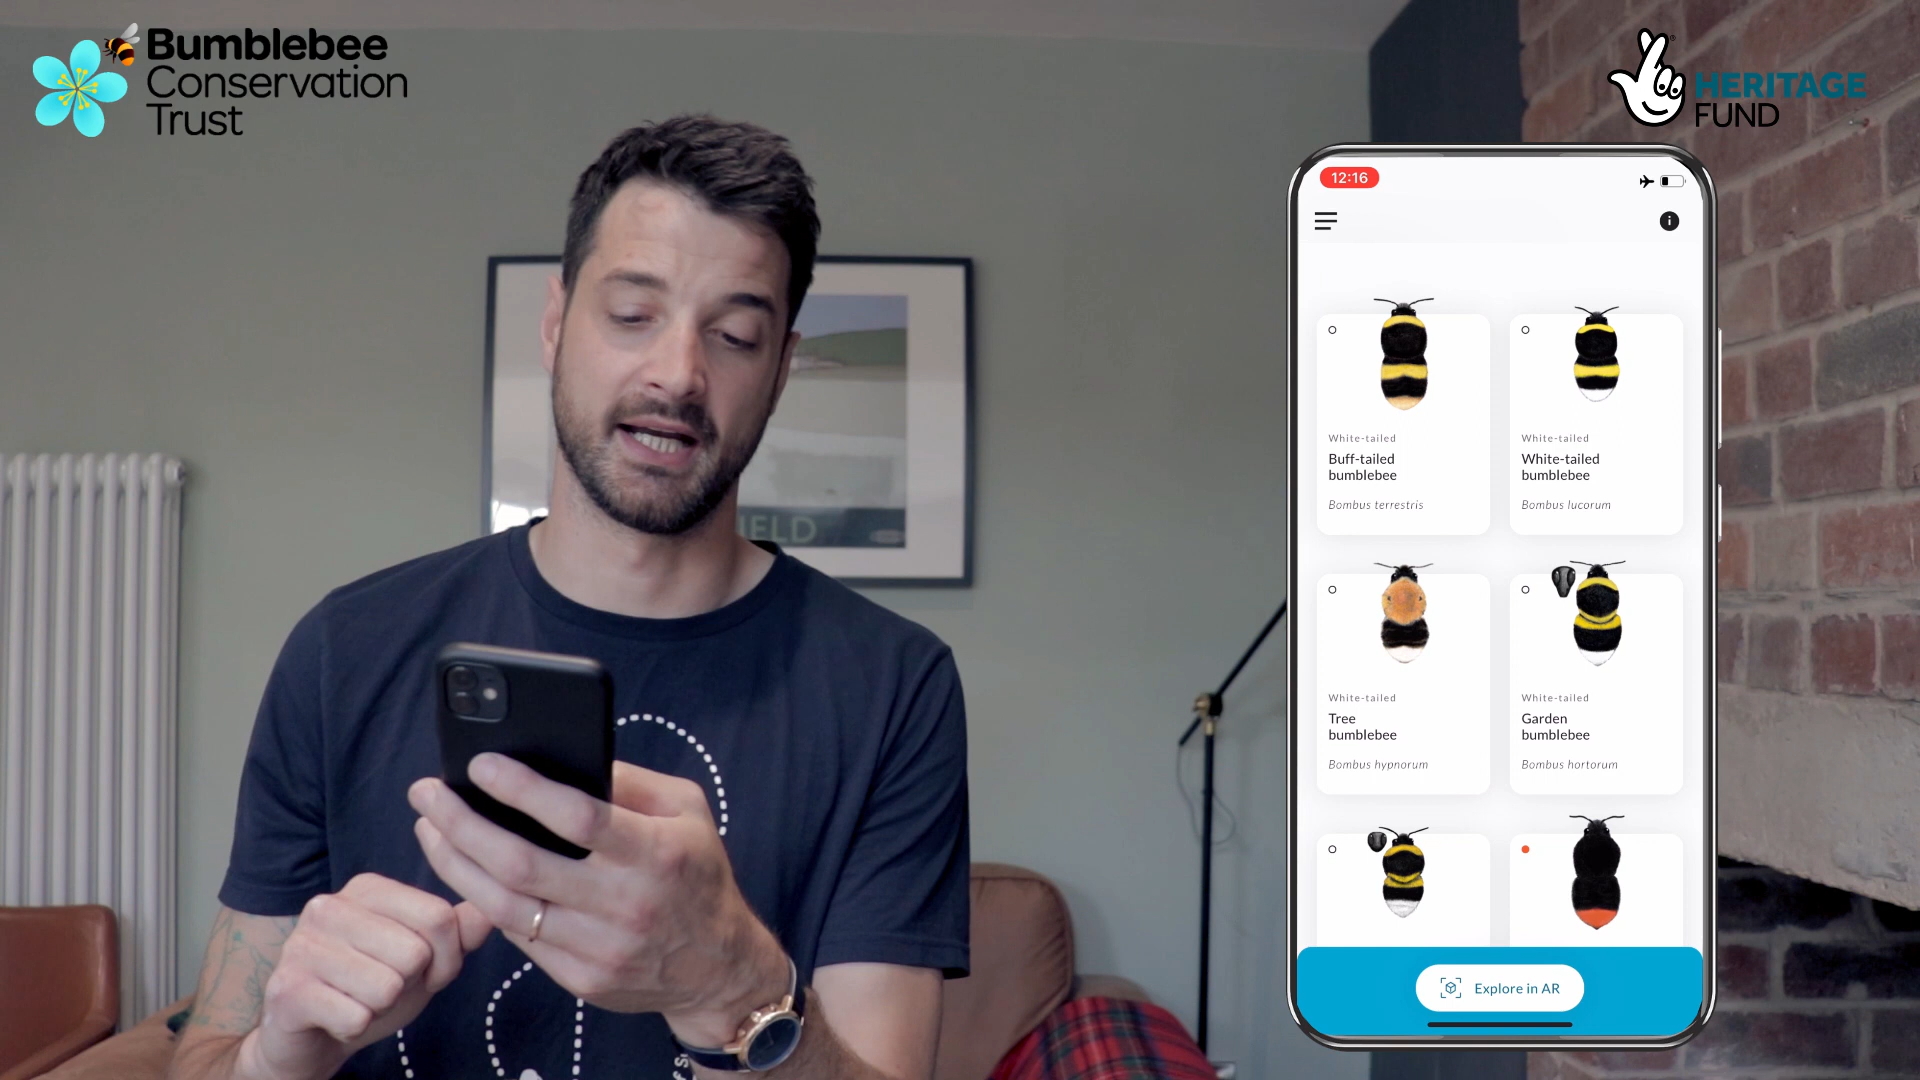 Bumblebee
Conservation
Trust
HERITAGE
FUND
12:16
White-tailed
Buff-tailed
bumblebee
Bombus terrestris
White-tailed
White-tailed
bumblebee
Bombus lucorum
White-tailed
Tree
bumblebee
Bombus hypnorum
White-tailed
Garden
bumblebee
Bombus hortorum
Explore in AR
IELD